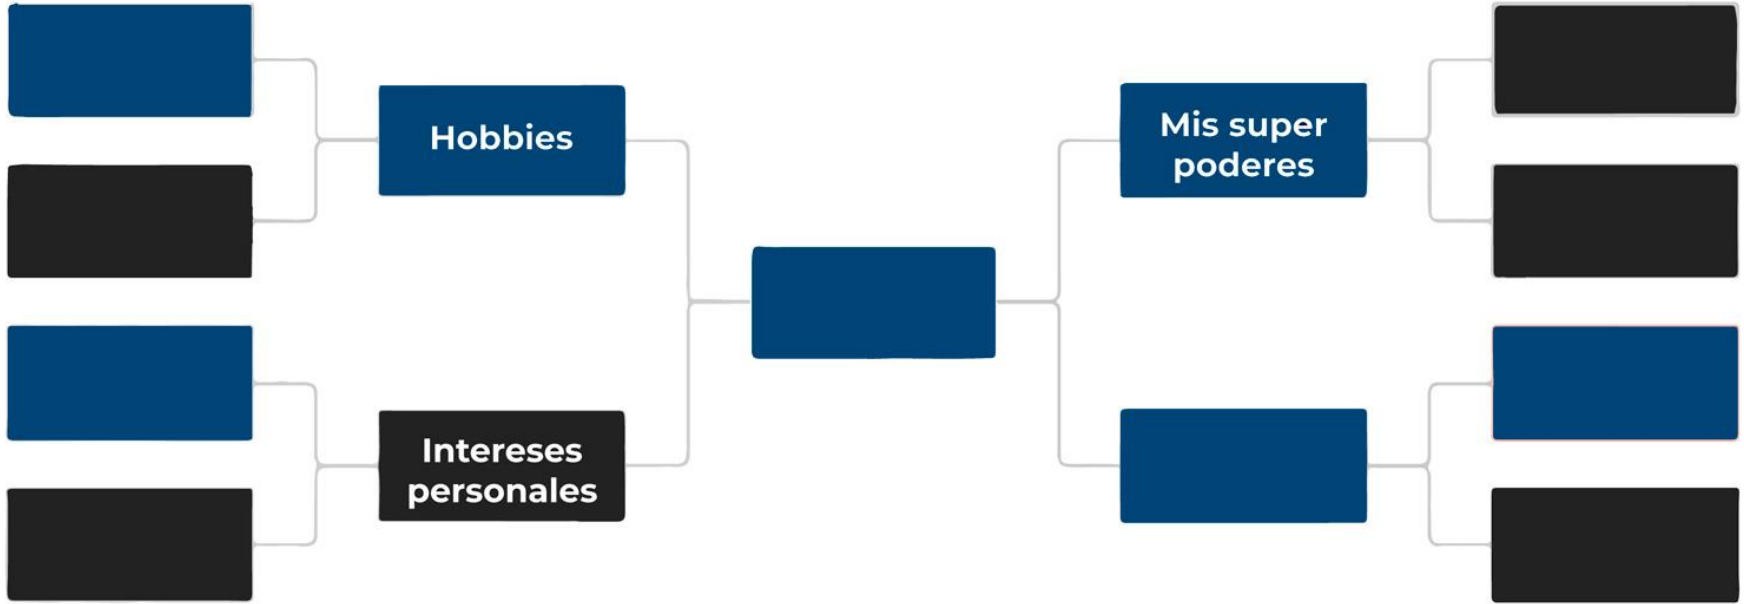 Hobbies
Mis super
poderes
Intereses
personales